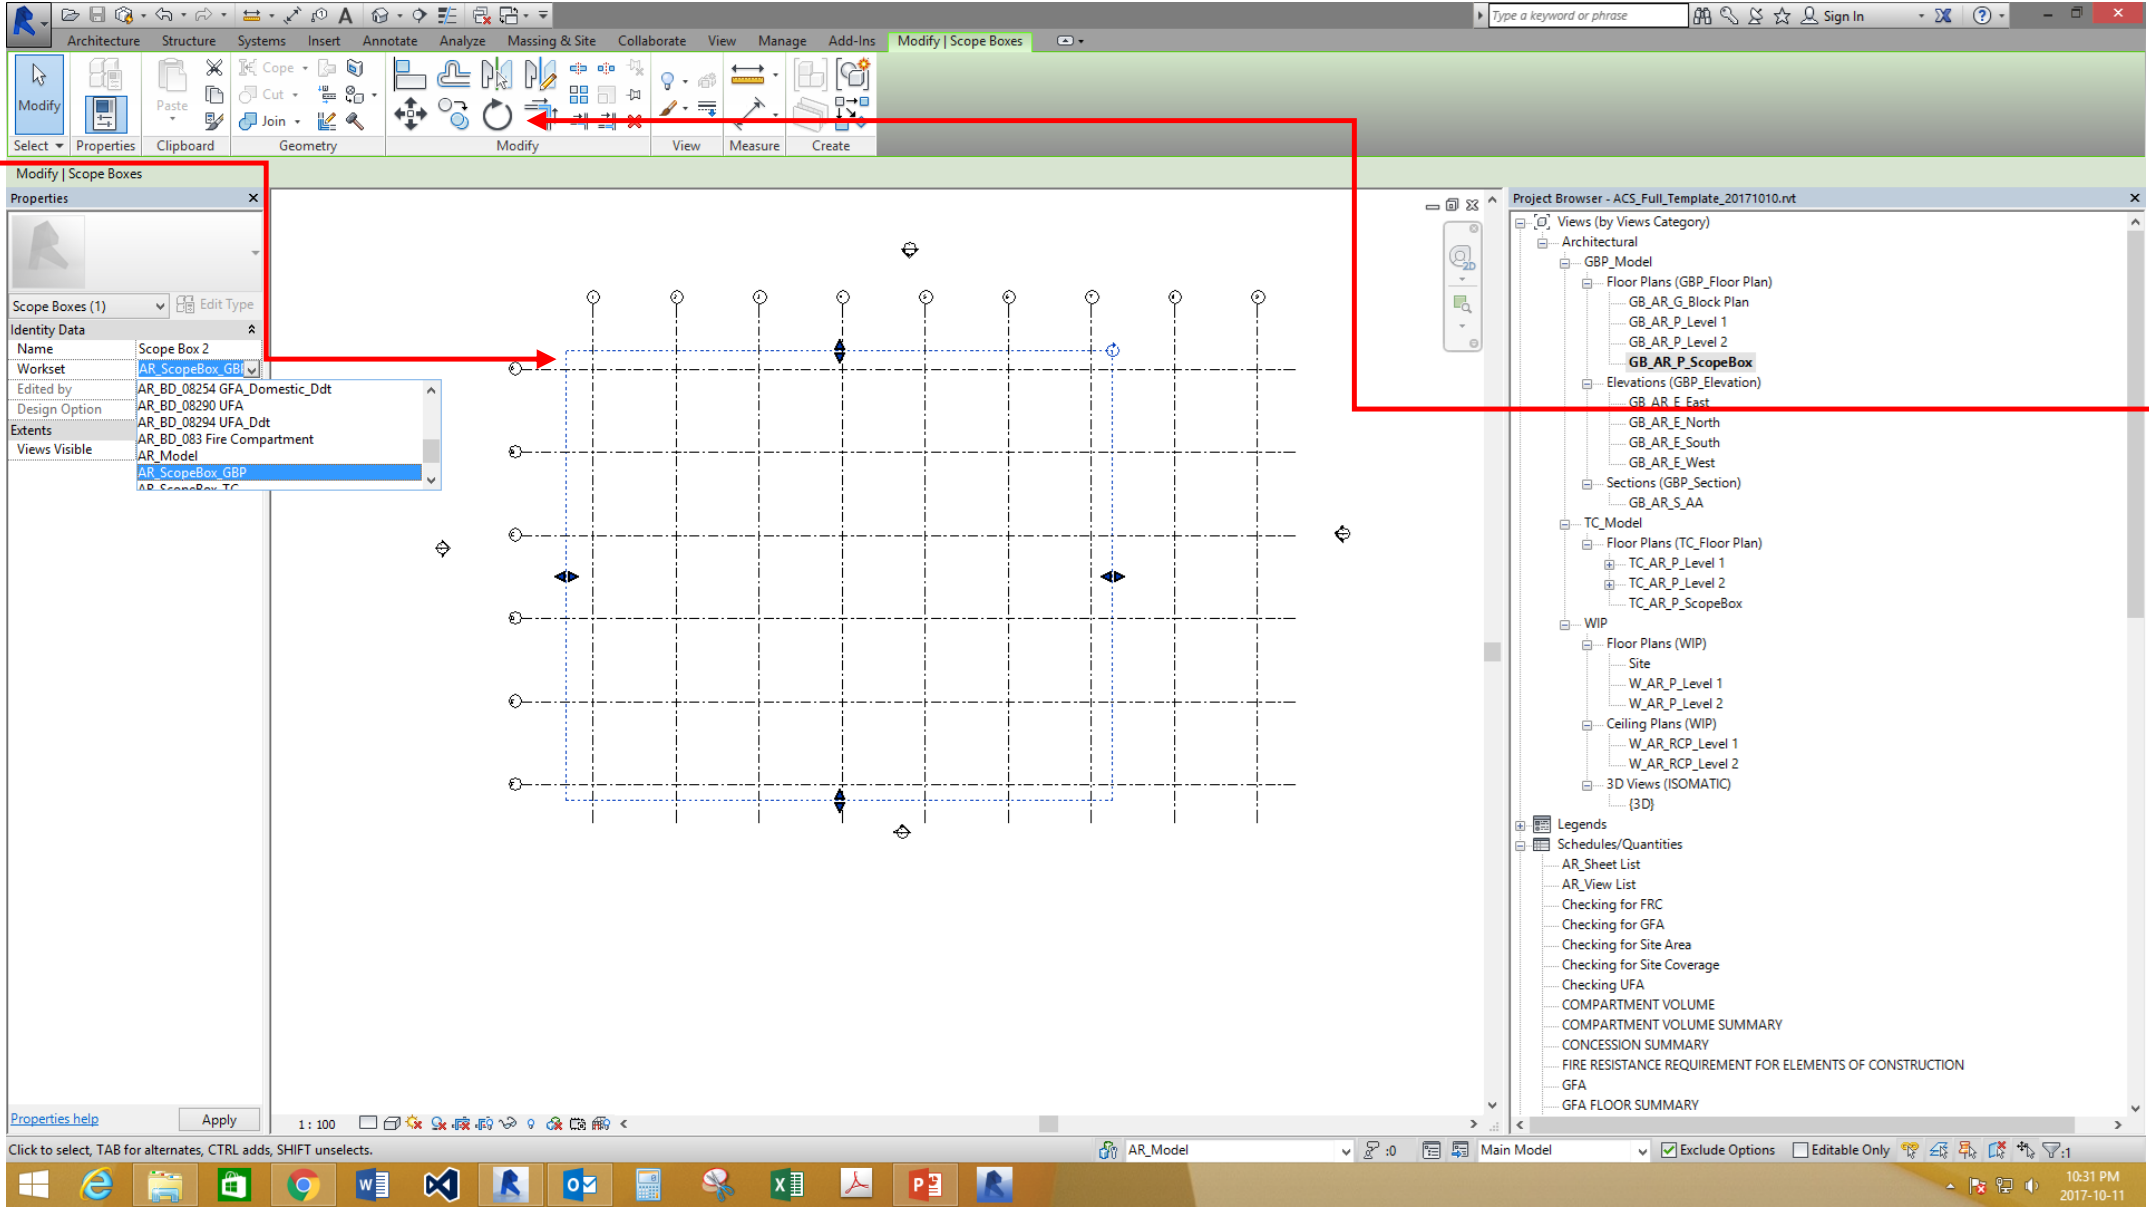 Type a keyword or phrase
Sign In
Architecture Structure Systems Insert Annotate Analyze Massing & Site Collaborate View Manage Add-Ins Modify | Scope Boxes
Modify
Paste
Cope
Cut
Join
Select Properties Clipboard Geometry Modify View Measure Create
Modify | Scope Boxes
Properties
Scope Boxes (1)
Edit Type
Identity Data
Name Scope Box 2
Workset AR_ScopeBox_GBP
Edited by
Design Option
Extents
Views Visible
AR_BD_08254 GFA_Domestic_Ddt
AR_BD_08290 UFA
AR_BD_08294 UFA_Ddt
AR_BD_083 Fire Compartment
AR_Model
AR_ScopeBox_GBP
AR_ScopeBox_TC
Properties help
Apply
2D
1 : 100
Project Browser - ACS_Full_Template_20171010.rvt
Views (by Views Category)
Architectural
GBP_Model
Floor Plans (GBP_Floor Plan)
GB_AR_G_Block Plan
GB_AR_P_Level 1
GB_AR_P_Level 2
GB_AR_P_ScopeBox
Elevations (GBP_Elevation)
GB_AR_E_East
GB_AR_E_North
GB_AR_E_South
GB_AR_E_West
Sections (GBP_Section)
GB_AR_S_AA
TC_Model
Floor Plans (TC_Floor Plan)
TC_AR_P_Level 1
TC_AR_P_Level 2
TC_AR_P_ScopeBox
WIP
Floor Plans (WIP)
Site
W_AR_P_Level 1
W_AR_P_Level 2
Ceiling Plans (WIP)
W_AR_RCP_Level 1
W_AR_RCP_Level 2
3D Views (ISOMATIC)
{3D}
Legends
Schedules/Quantities
AR_Sheet List
AR_View List
Checking for FRC
Checking for GFA
Checking for Site Area
Checking for Site Coverage
Checking UFA
COMPARTMENT VOLUME
COMPARTMENT VOLUME SUMMARY
CONCESSION SUMMARY
FIRE RESISTANCE REQUIREMENT FOR ELEMENTS OF CONSTRUCTION
GFA
GFA FLOOR SUMMARY
Click to select, TAB for alternates, CTRL adds, SHIFT unselects.
AR_Model
:0
Main Model
Exclude Options
Editable Only
:1
10:31 PM
2017-10-11